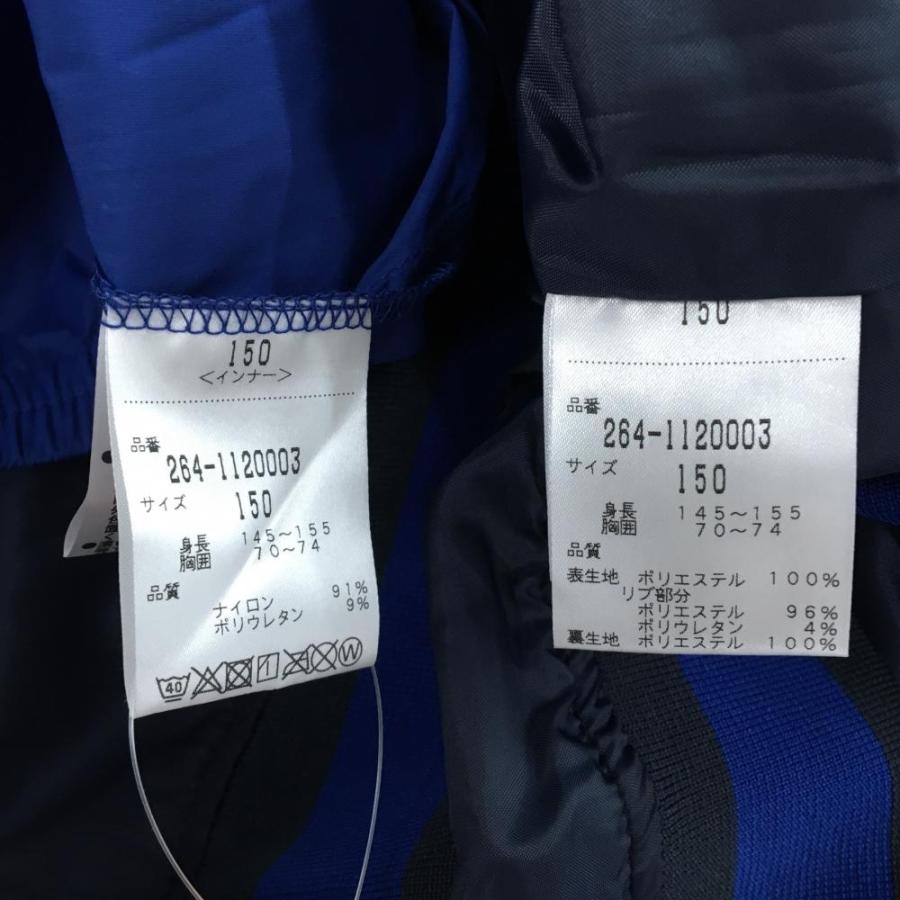 150
<インナー>
品番
264-1120003
サイズ
150
身長 145～155
胸囲 70～74
品質
ナイロン 91%
ポリウレタン 9%
40
W
150
品番
264-1120003
サイズ
150
身長 145～155
胸囲 70～74
品質
表生地 ポリエステル 100%
リブ部分
ポリエステル 96%
ポリウレタン 4%
裏生地 ポリエステル 100%